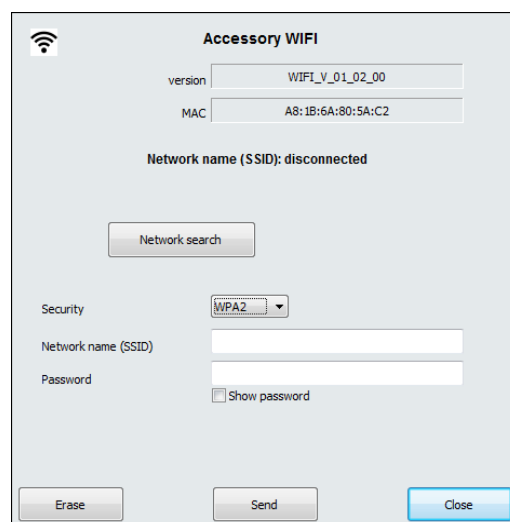 Accessory WIFI
version WIFI_V_01_02_00
MAC A8:1B:6A:80:5A:C2
Network name (SSID): disconnected
Network search
Security WPA2
Network name (SSID)
Password
Show password
Erase Send Close